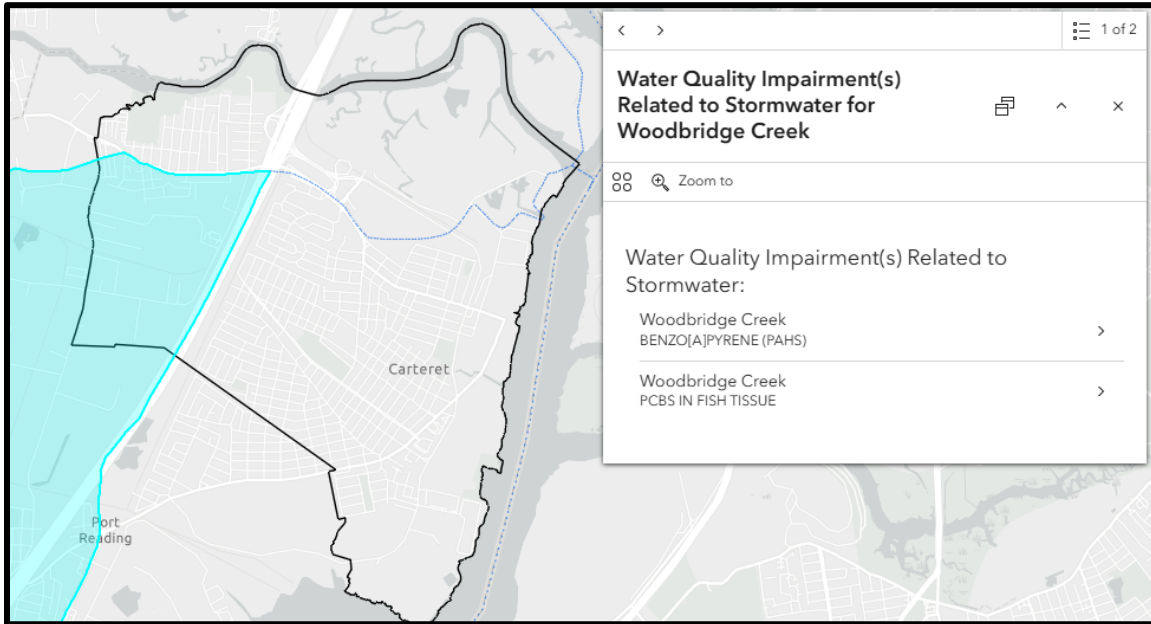 1 of 2
Water Quality Impairment(s)
Related to Stormwater for
Woodbridge Creek
Zoom to
Water Quality Impairment(s) Related to
Stormwater:
Woodbridge Creek
BENZO[A]PYRENE (PAHS)
Woodbridge Creek
PCBS IN FISH TISSUE
Carteret
Port
Reading